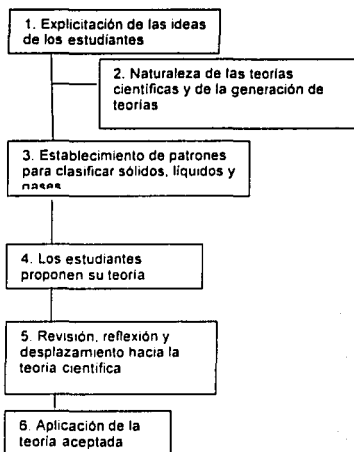 1. Explicitación de las ideas
de los estudiantes
2. Naturaleza de las teorías
científicas y de la generación de
teorías
3. Establecimiento de patrones
para clasificar sólidos, líquidos y
gases
4. Los estudiantes
proponen su teoría
5. Revisión, reflexión y
desplazamiento hacia la
teoría científica
6. Aplicación de la
teoría aceptada